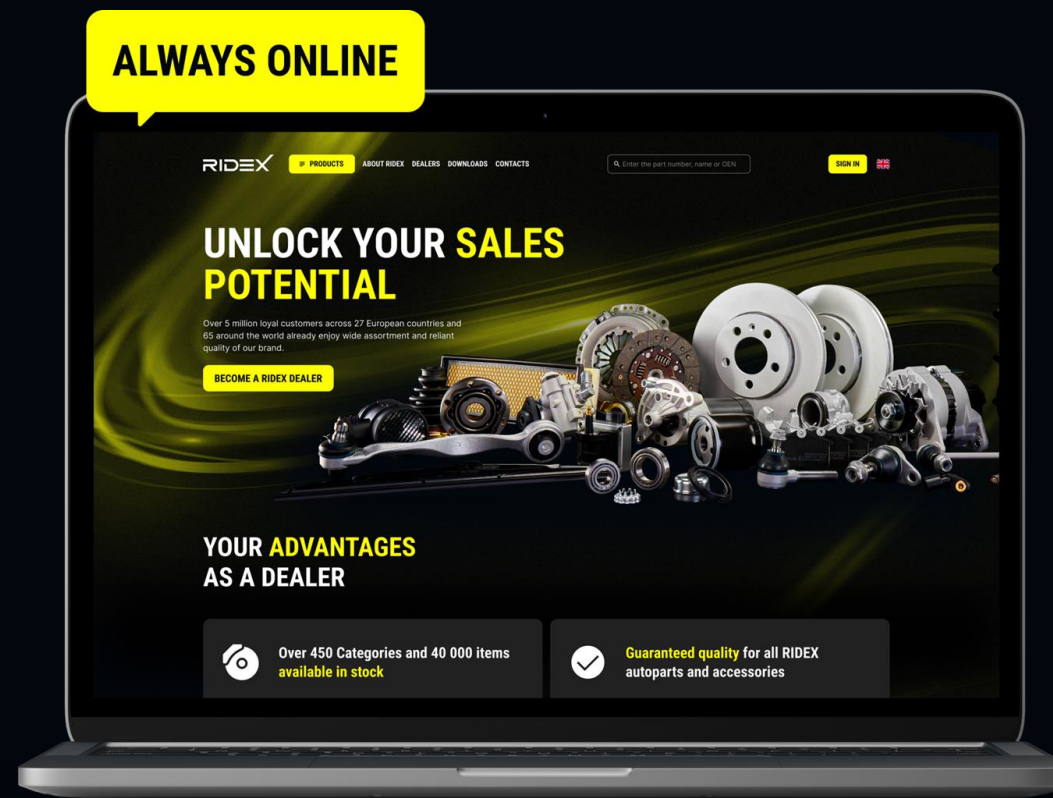 ALWAYS ONLINE
RIDEX
PRODUCTS
ABOUT RIDEX
DEALERS
DOWNLOADS
CONTACTS
Enter the part number, name or OEN
SIGN IN
UNLOCK YOUR SALES
POTENTIAL
Over 5 million loyal customers across 27 European countries and
65 around the world already enjoy wide assortment and reliant
quality of our brand.
BECOME A RIDEX DEALER
YOUR ADVANTAGES
AS A DEALER
Over 450 Categories and 40 000 items
available in stock
Guaranteed quality for all RIDEX
autoparts and accessories